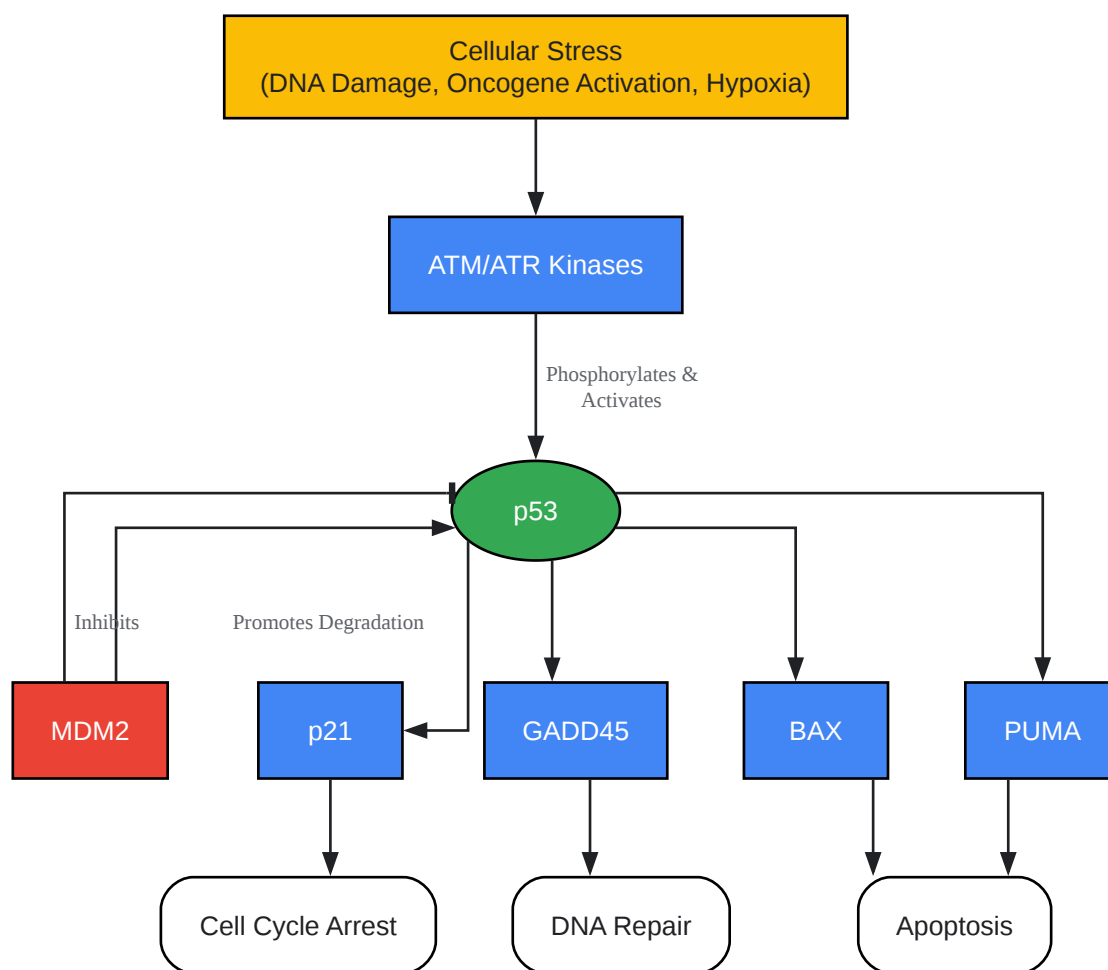 Cellular Stress
(DNA Damage, Oncogene Activation, Hypoxia)
ATM/ATR Kinases
Phosphorylates &
Activates
p53
Inhibits
Promotes Degradation
MDM2
p21
GADD45
BAX
PUMA
Cell Cycle Arrest
DNA Repair
Apoptosis